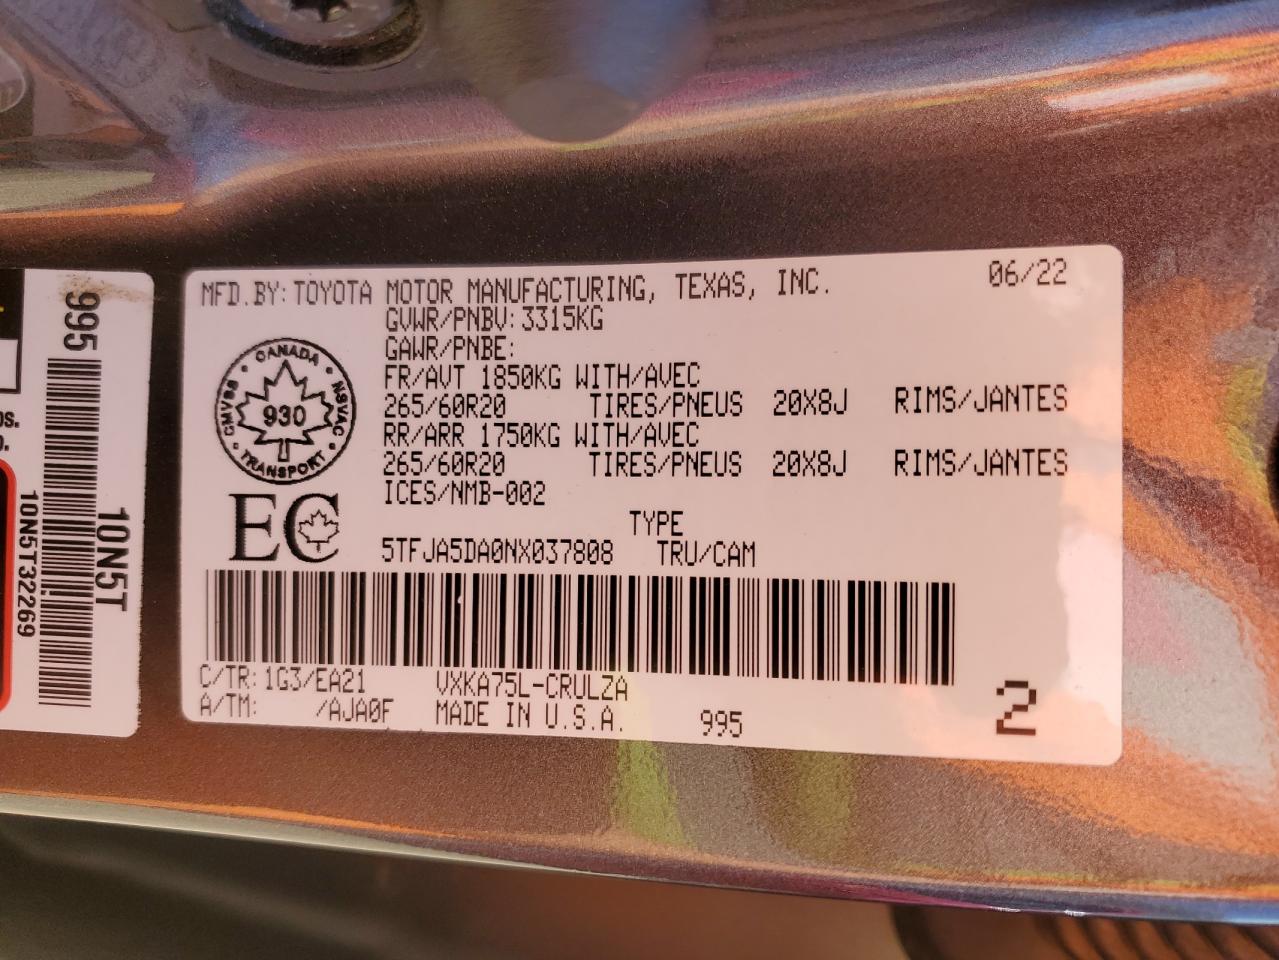 MFD.BY: TOYOTA MOTOR MANUFACTURING, TEXAS, INC. 06/22
GVWR/PNBV: 3315KG
GAWR/PNBE:
FR/AVT 1850KG WITH/AVEC
265/60R20 TIRES/PNEUS 20X8J RIMS/JANTES
RR/ARR 1750KG WITH/AVEC
265/60R20 TIRES/PNEUS 20X8J RIMS/JANTES
ICES/NMB-002
CANADA
CMVSS 930 NSVAC
TRANSPORT
EC
TYPE
5TFJA5DA0NX037808 TRU/CAM
C/TR: 1G3/EA21 VXKA75L-CRULZA
A/TM: /AJA0F MADE IN U.S.A. 995
2
995
10N5T
10N5T32269